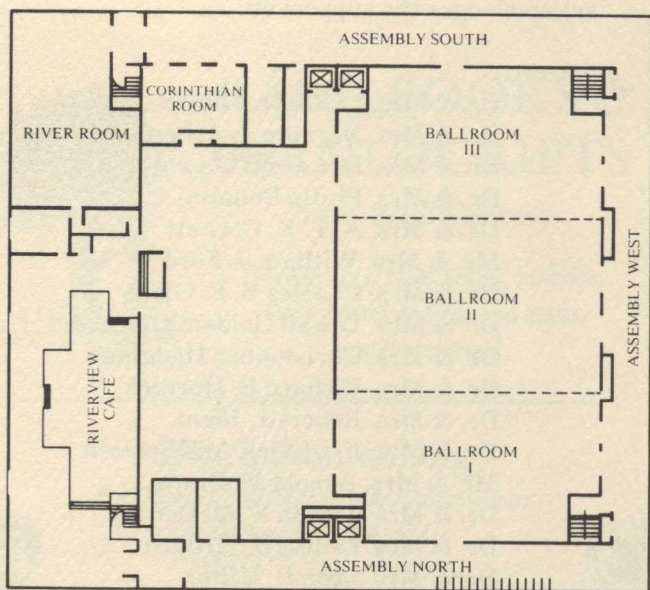 ASSEMBLY SOUTH
CORINTHIAN
ROOM
RIVER ROOM
BALLROOM
III
BALLROOM
II
ASSEMBLY WEST
RIVERVIEW
CAFE
BALLROOM
I
ASSEMBLY NORTH